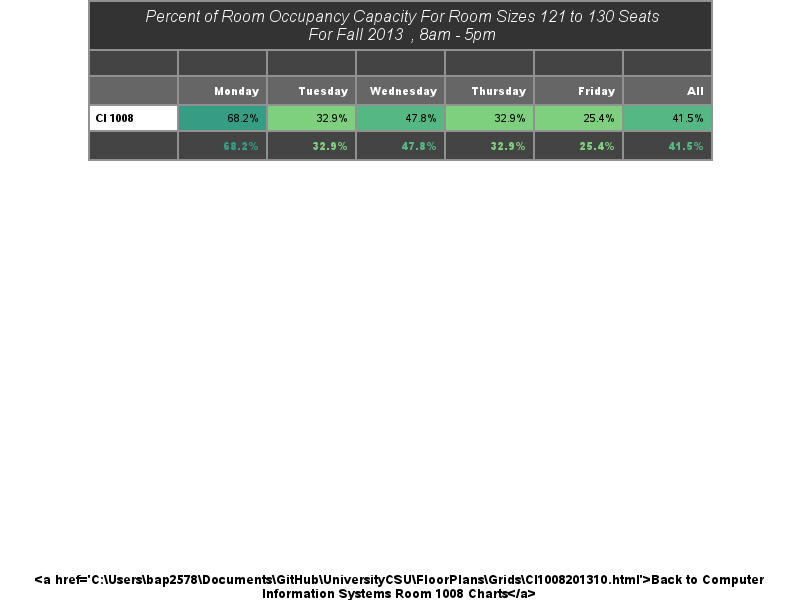 Percent of Room Occupancy Capacity For Room Sizes 121 to 130 Seats
For Fall 2013 , 8am - 5pm
Monday Tuesday Wednesday Thursday Friday All
CI 1008 68.2% 32.9% 47.8% 32.9% 25.4% 41.5%
68.2% 32.9% 47.8% 32.9% 25.4% 41.5%
<a href='C:\Users\bap2578\Documents\GitHub\UniversityCSU\FloorPlans\Grids\CI1008201310.html'>Back to Computer
Information Systems Room 1008 Charts</a>